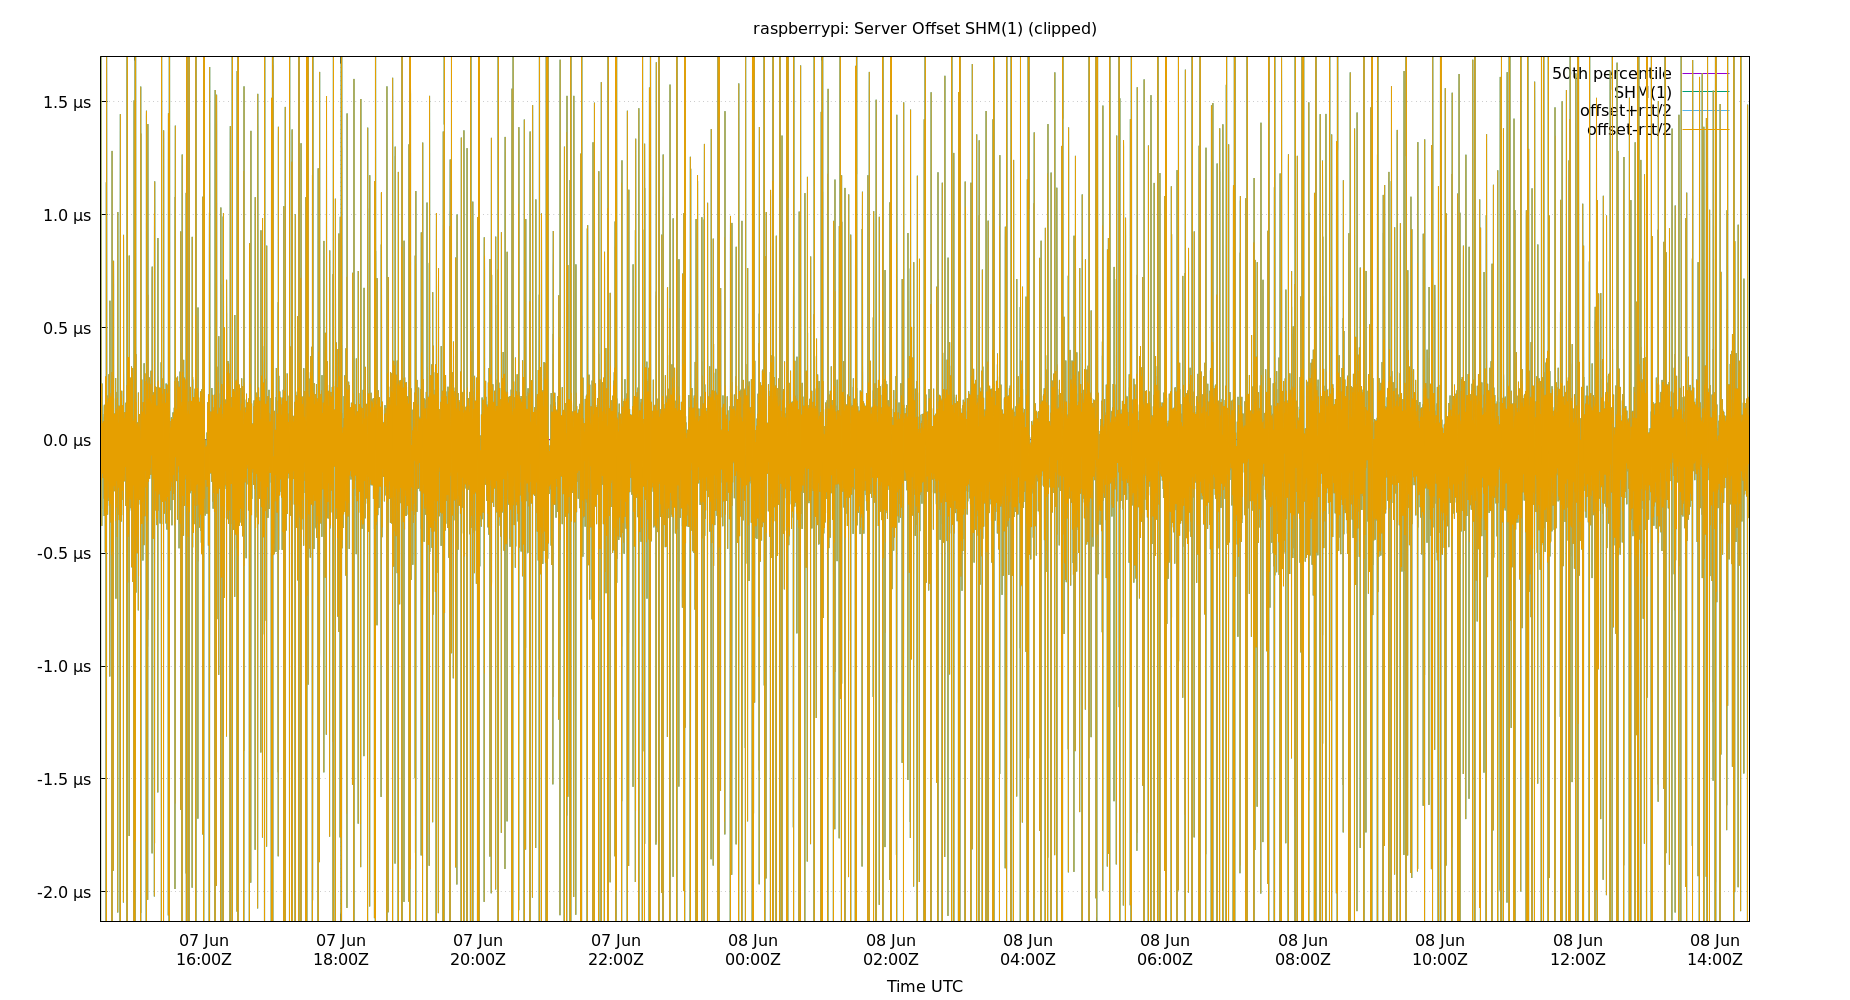 raspberrypi: Server Offset SHM(1) (clipped)
50th percentile
SHM(1)
offset+rtt/2
offset-rtt/2
1.5 µs
1.0 µs
0.5 µs
0.0 µs
-0.5 µs
-1.0 µs
-1.5 µs
-2.0 µs
07 Jun 07 Jun 07 Jun 07 Jun 08 Jun 08 Jun 08 Jun 08 Jun 08 Jun 08 Jun 08 Jun 08 Jun
16:00Z 18:00Z 20:00Z 22:00Z 00:00Z 02:00Z 04:00Z 06:00Z 08:00Z 10:00Z 12:00Z 14:00Z
Time UTC